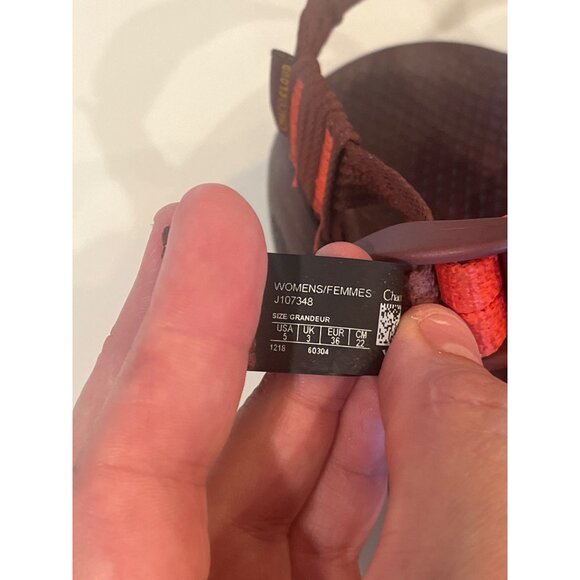 WOMENS/FEMMES
J107348
SIZE/GRANDEUR
USA UK EUR CM
5 3 36 22
1218 60304